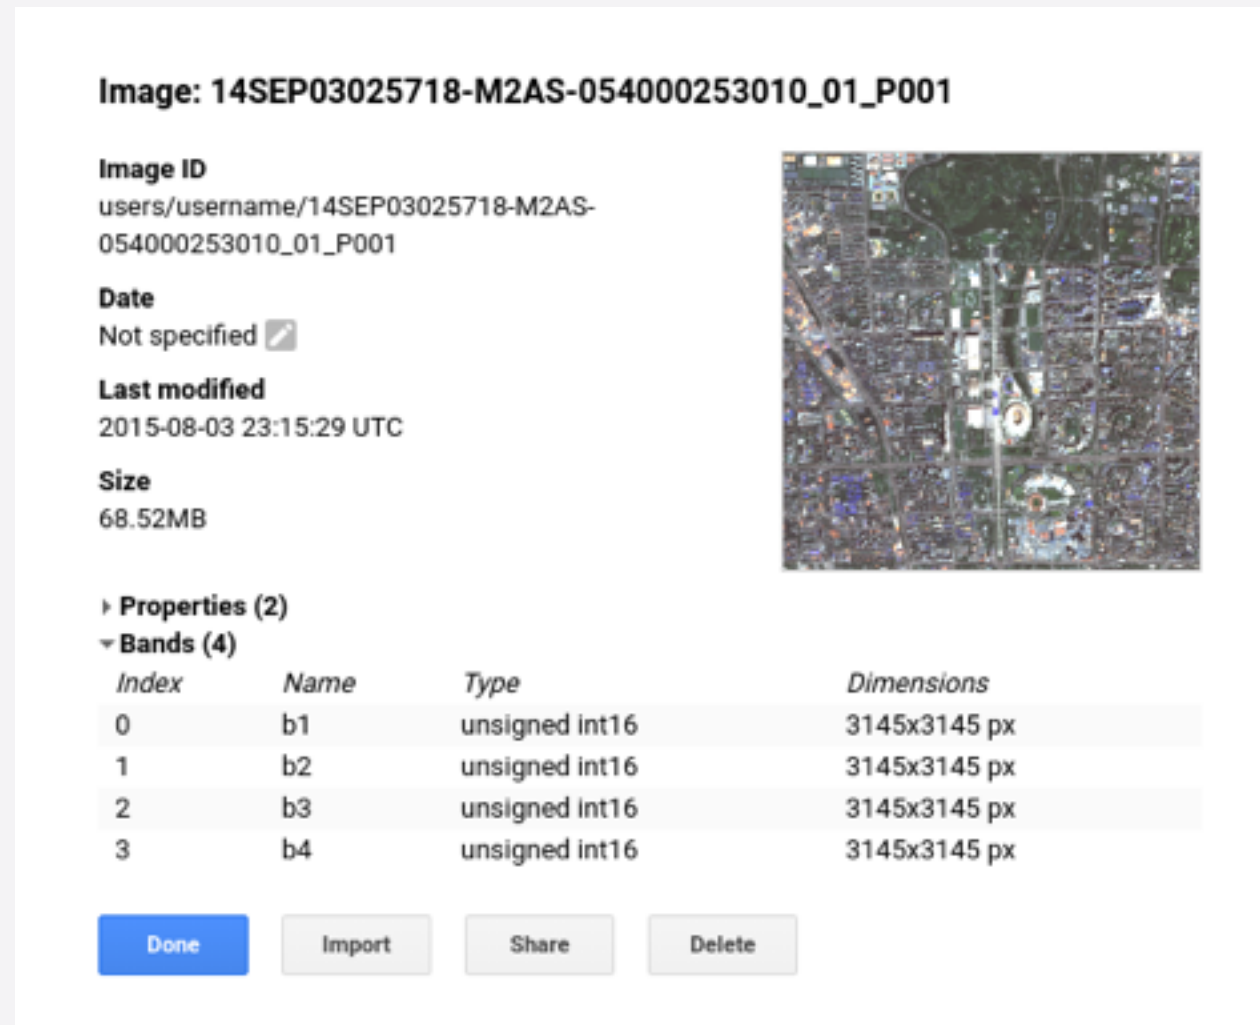 Image: 14SEP03025718-M2AS-054000253010_01_P001
Image ID
users/username/14SEP03025718-M2AS-
054000253010_01_P001
Date
Not specified
Last modified
2015-08-03 23:15:29 UTC
Size
68.52MB
Properties (2)
Bands (4)
Index Name Type Dimensions
0 b1 unsigned int16 3145x3145 px
1 b2 unsigned int16 3145x3145 px
2 b3 unsigned int16 3145x3145 px
3 b4 unsigned int16 3145x3145 px
Done Import Share Delete